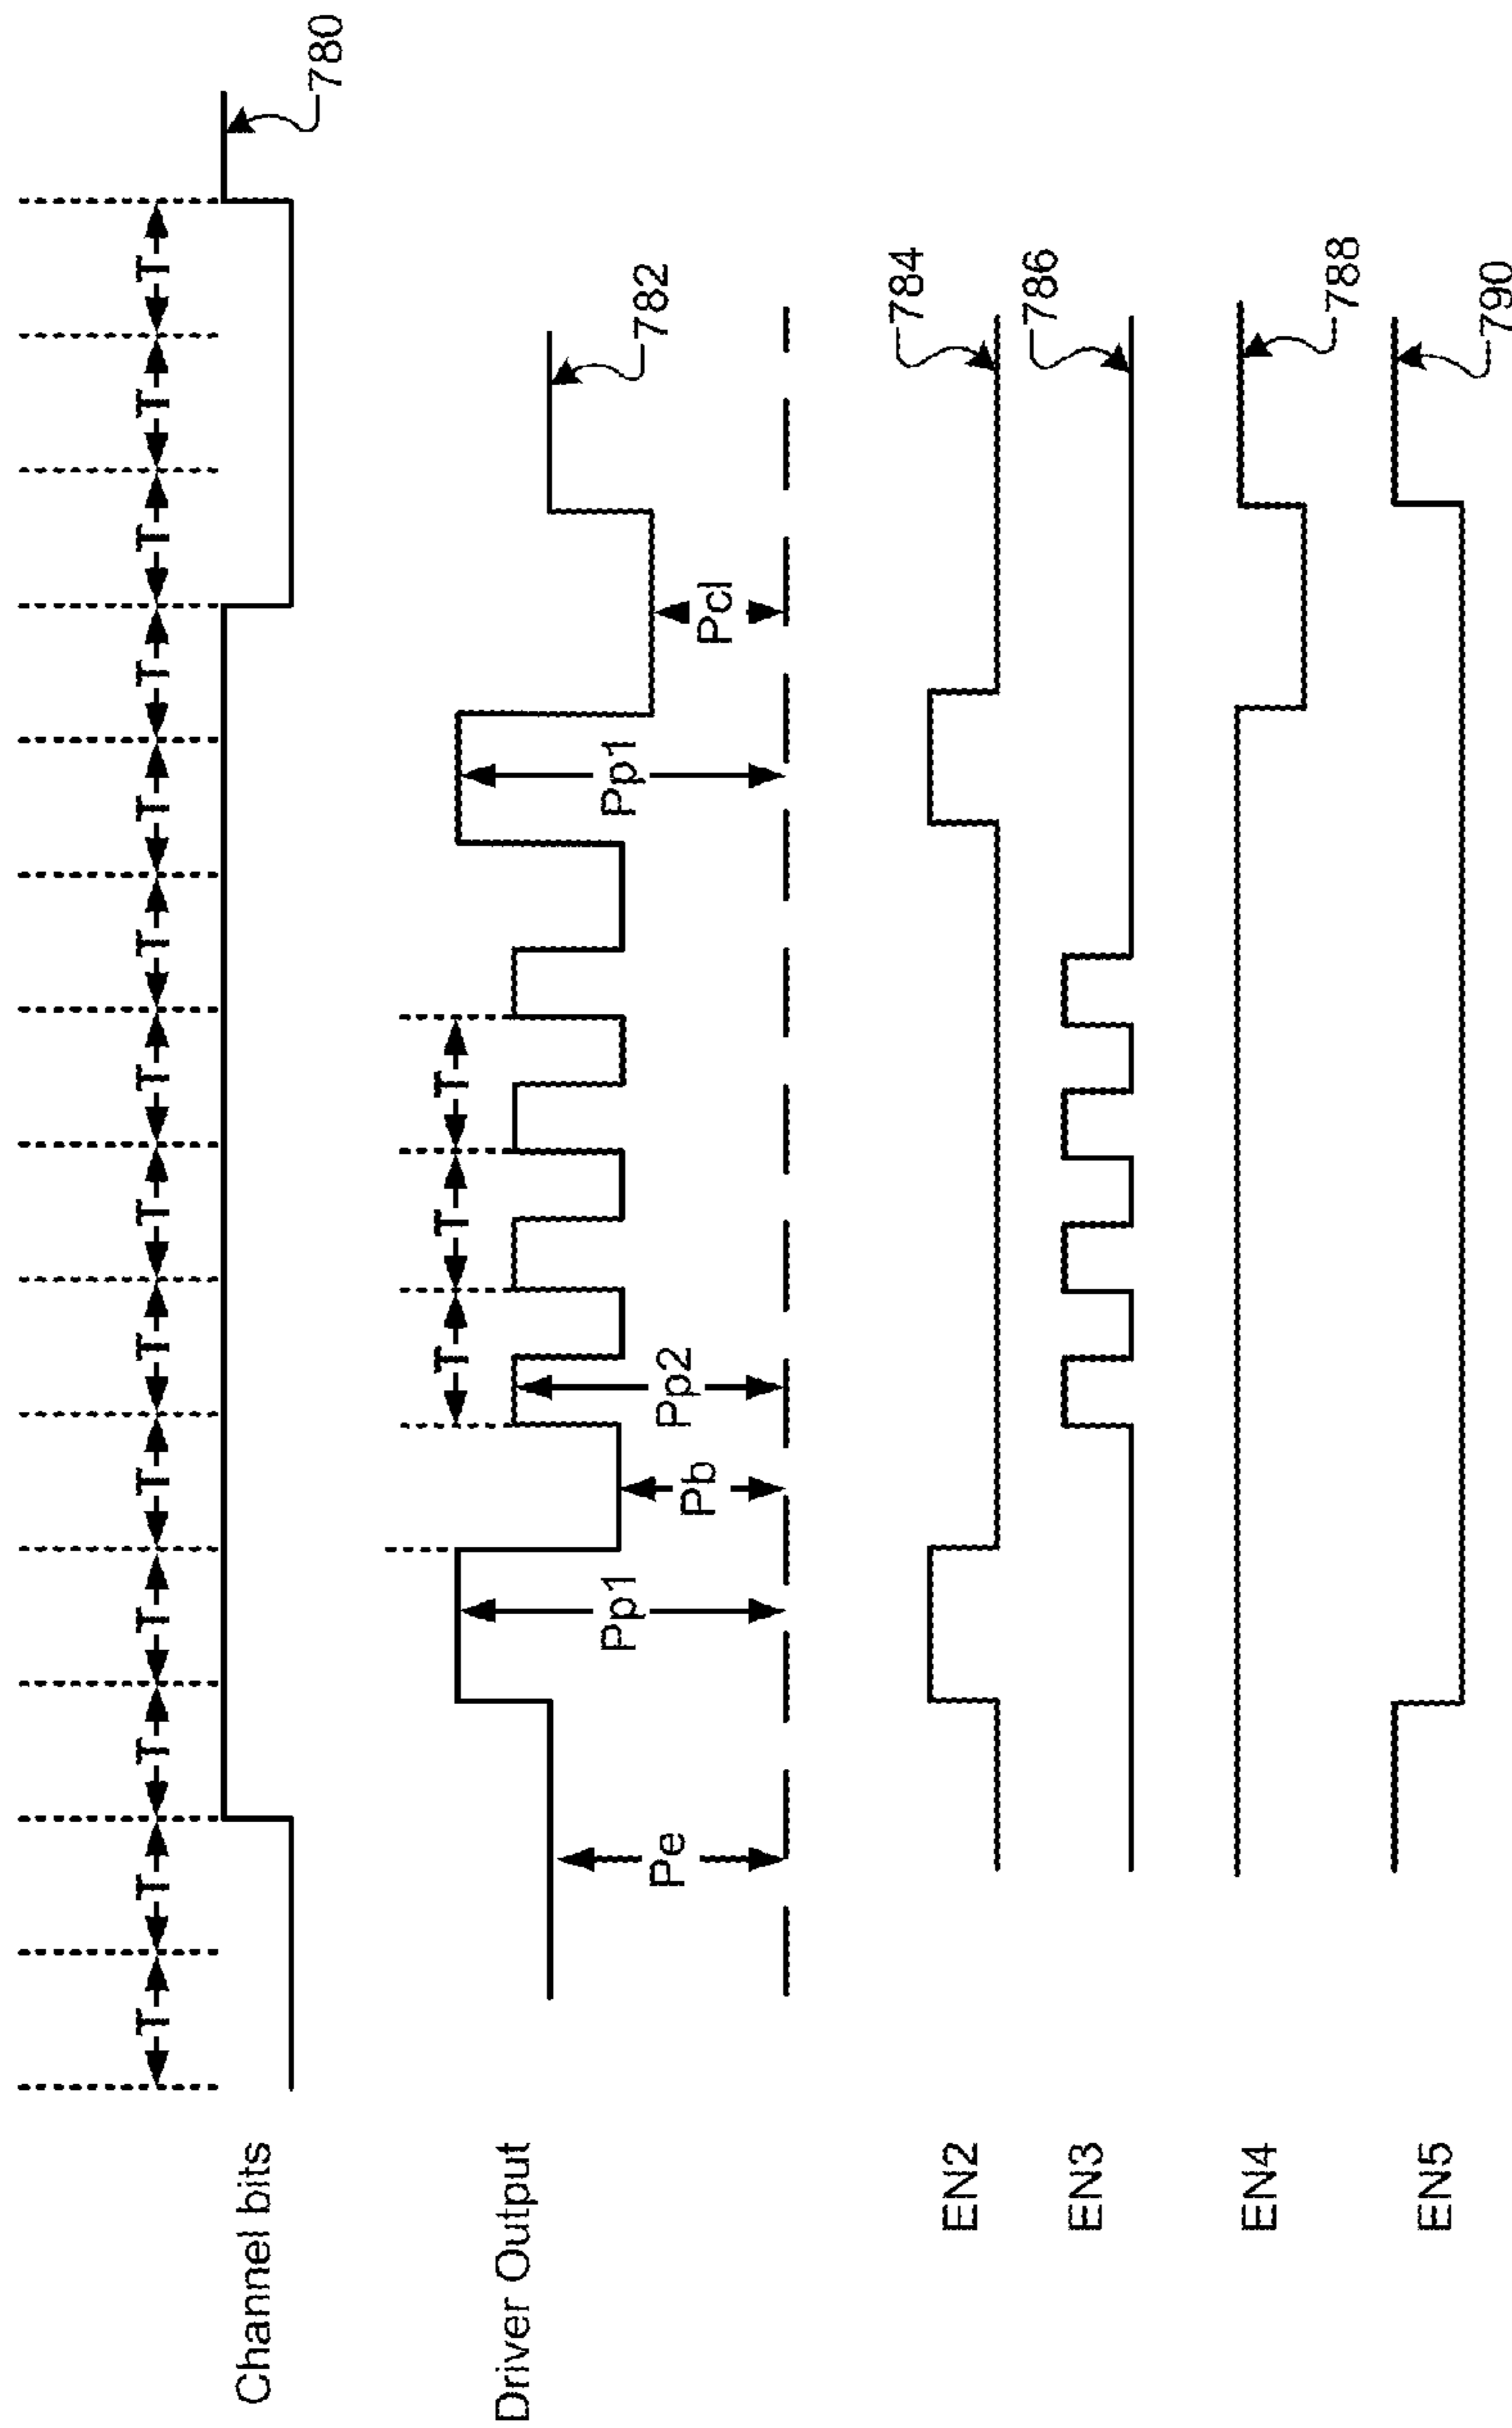 T T T T T T T T T T T T T T
Channel bits
780
T T T
Driver Output
Pe
Pp1
Pb
Pp2
Pp1
Pcl
782
EN2
784
EN3
786
EN4
788
EN5
790